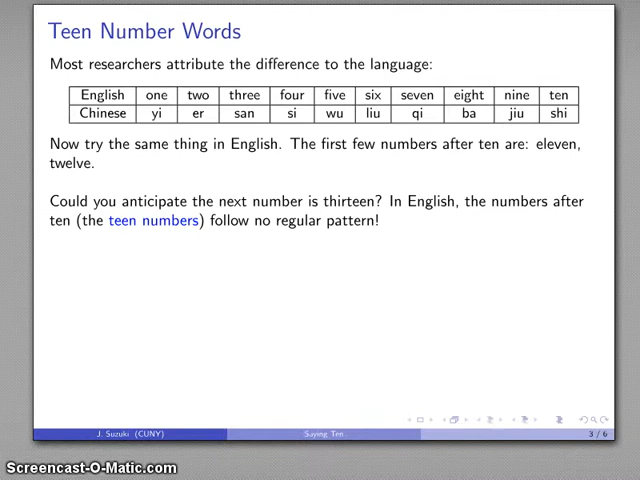 Teen Number Words
Most researchers attribute the difference to the language:
English one two three four five six seven eight nine ten
Chinese yi er san si wu liu qi ba jiu shi
Now try the same thing in English. The first few numbers after ten are: eleven,
twelve.
Could you anticipate the next number is thirteen? In English, the numbers after
ten (the teen numbers) follow no regular pattern!
J. Suzuki (CUNY) Saying Ten 3 / 6
Screencast-O-Matic.com